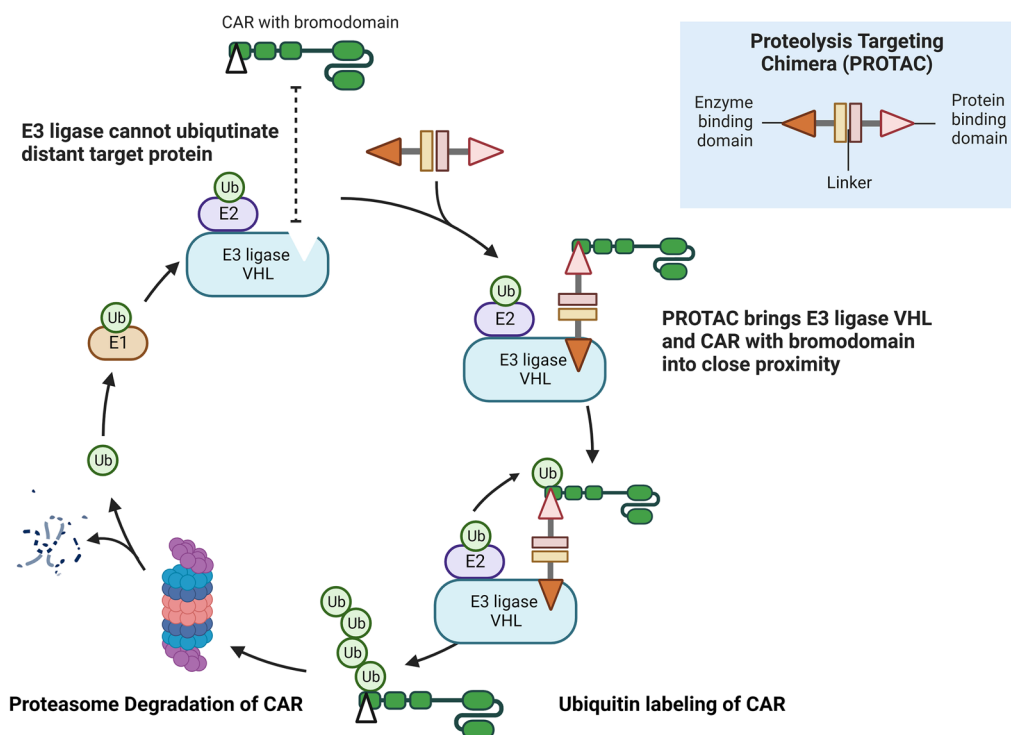 CAR with bromodomain
Proteolysis Targeting
Chimera (PROTAC)
Enzyme
binding
domain
Protein
binding
domain
Linker
E3 ligase cannot ubiqutinate
distant target protein
Ub
E2
E3 ligase
VHL
Ub
E1
Ub
E2
E3 ligase
VHL
PROTAC brings E3 ligase VHL
and CAR with bromodomain
into close proximity
Ub
Ub
Ub
E2
E3 ligase
VHL
Ub
Ub
Ub
Ub
Proteasome Degradation of CAR
Ubiquitin labeling of CAR